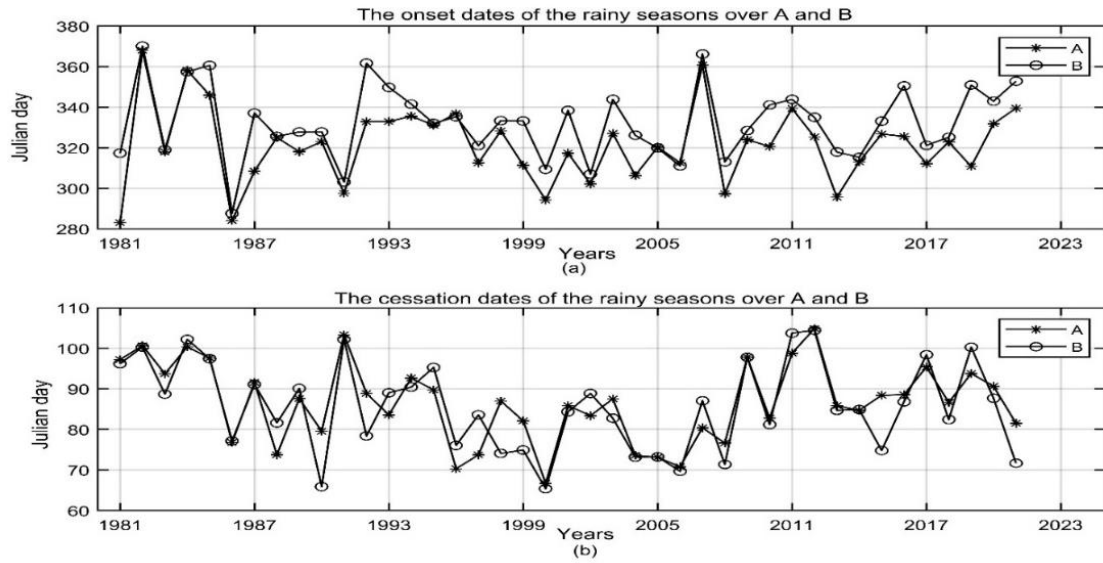 The onset dates of the rainy seasons over A and B
380
360
340
320
300
280
Julian day
A
B
1981 1987 1993 1999 2005 2011 2017 2023
Years
(a)
The cessation dates of the rainy seasons over A and B
110
100
90
80
70
60
Julian day
A
B
1981 1987 1993 1999 2005 2011 2017 2023
Years
(b)